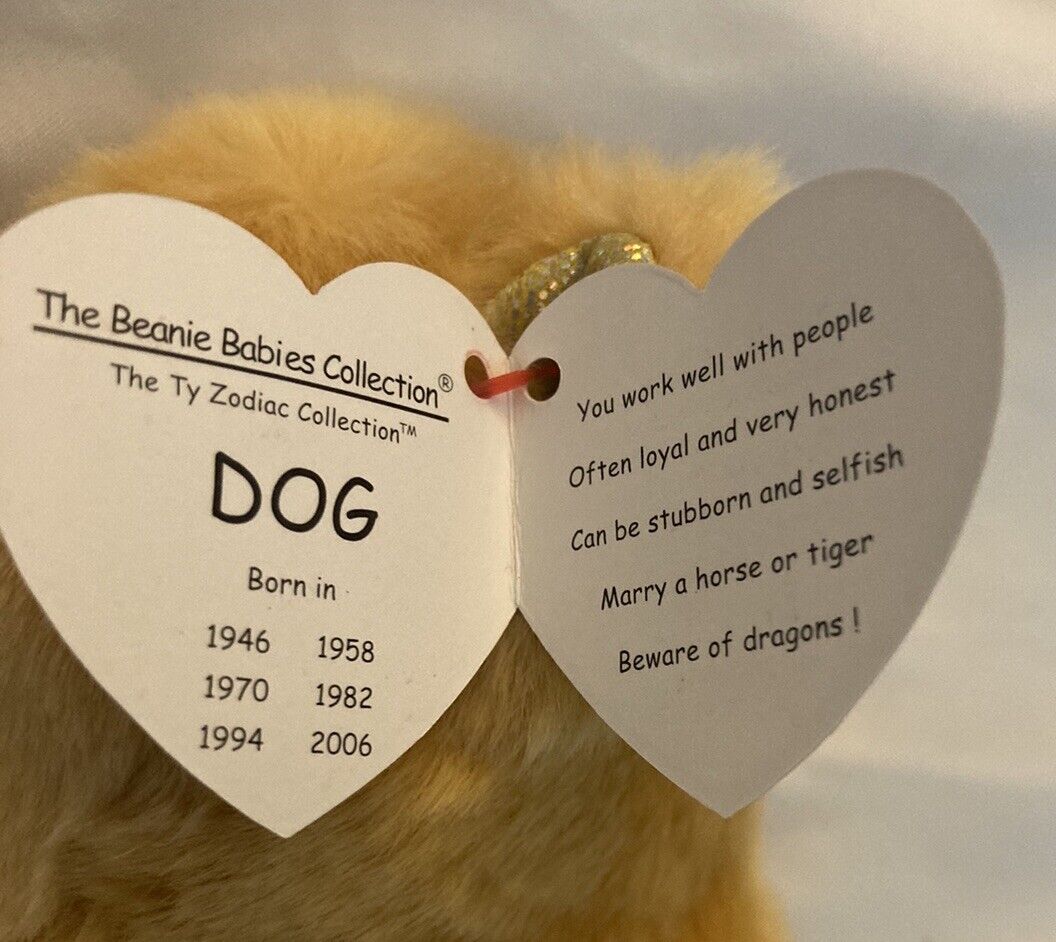 The Beanie Babies Collection®
The Ty Zodiac Collection™
DOG
Born in
1946 1958
1970 1982
1994 2006
You work well with people
Often loyal and very honest
Can be stubborn and selfish
Marry a horse or tiger
Beware of dragons !